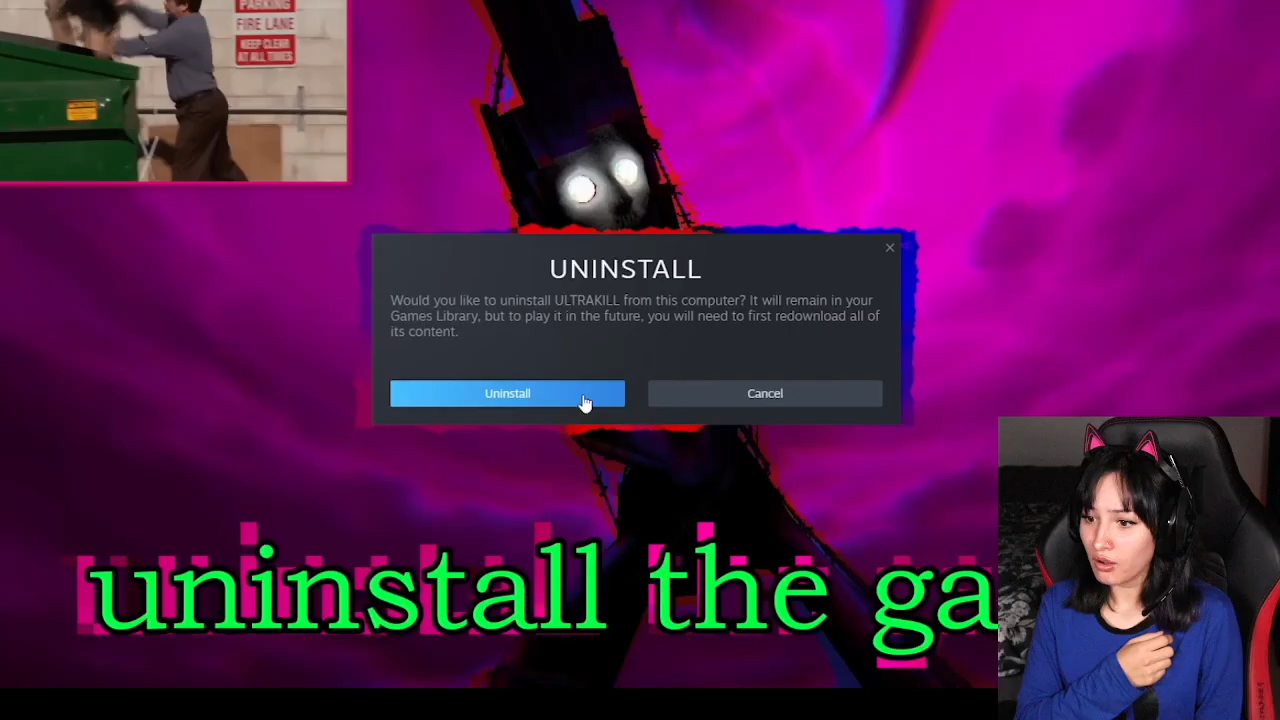 PARKING
FIRE LANE
KEEP CLEAR
AT ALL TIMES
UNINSTALL
Would you like to uninstall ULTRAKILL from this computer? It will remain in your
Games Library, but to play it in the future, you will need to first redownload all of
its content.
Uninstall
Cancel
uninstall the ga